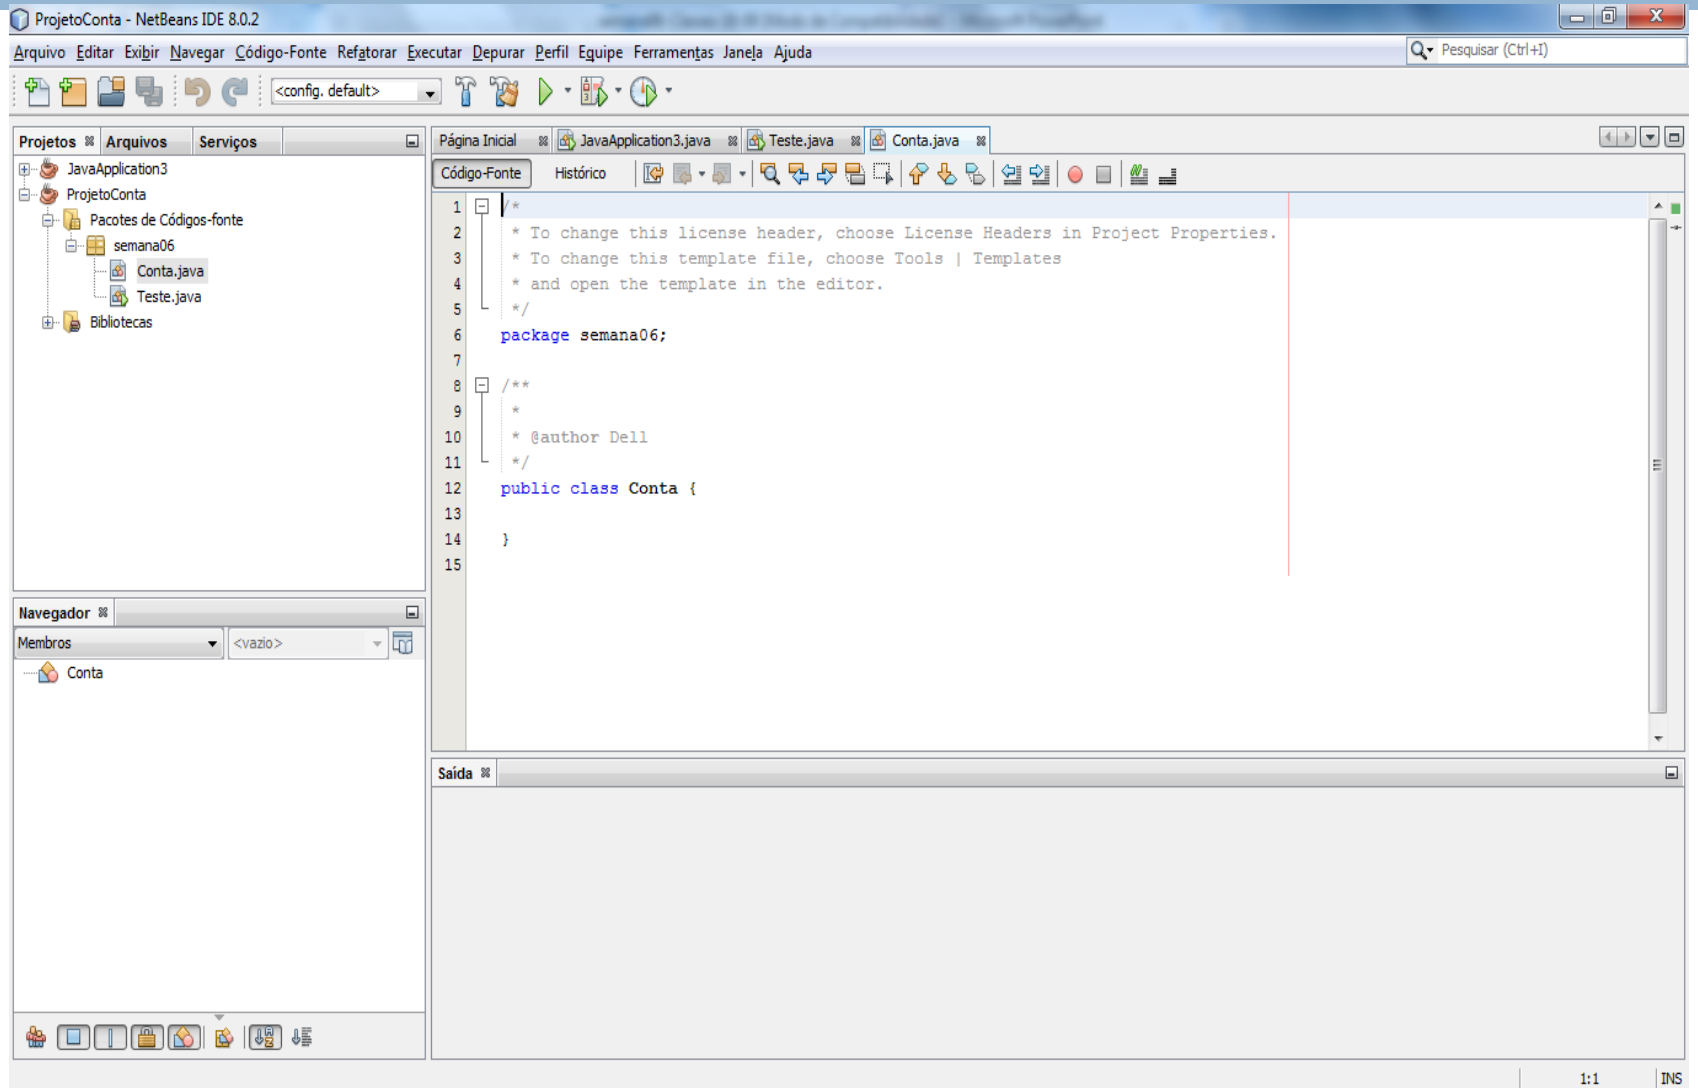 ProjetoConta - NetBeans IDE 8.0.2
Arquivo Editar Exibir Navegar Código-Fonte Refatorar Executar Depurar Perfil Equipe Ferramentas Janela Ajuda
Pesquisar (Ctrl+I)
<config. default>
Projetos Arquivos Serviços
JavaApplication3
ProjetoConta
Pacotes de Códigos-fonte
semana06
Conta.java
Teste.java
Bibliotecas
Navegador
Membros <vazio>
Conta
Página Inicial JavaApplication3.java Teste.java Conta.java
Código-Fonte Histórico
1 /*
2 * To change this license header, choose License Headers in Project Properties.
3 * To change this template file, choose Tools | Templates
4 * and open the template in the editor.
5 */
6 package semana06;
7
8 /**
9 *
10 * @author Dell
11 */
12 public class Conta {
13
14 }
15
Saída
1:1 INS